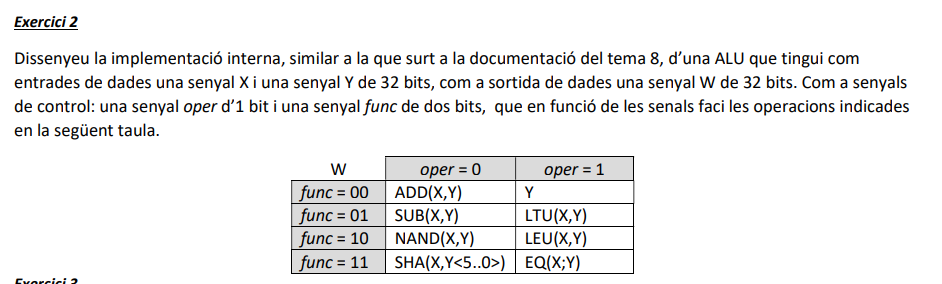 Exercici 2
Dissenyeu la implementació interna, similar a la que surt a la documentació del tema 8, d’una ALU que tingui com
entrades de dades una senyal X i una senyal Y de 32 bits, com a sortida de dades una senyal W de 32 bits. Com a senyals
de control: una senyal oper d’1 bit i una senyal func de dos bits, que en funció de les senals faci les operacions indicades
en la següent taula.
W oper = 0 oper = 1
func = 00 ADD(X,Y) Y
func = 01 SUB(X,Y) LTU(X,Y)
func = 10 NAND(X,Y) LEU(X,Y)
func = 11 SHA(X,Y<5..0>) EQ(X;Y)